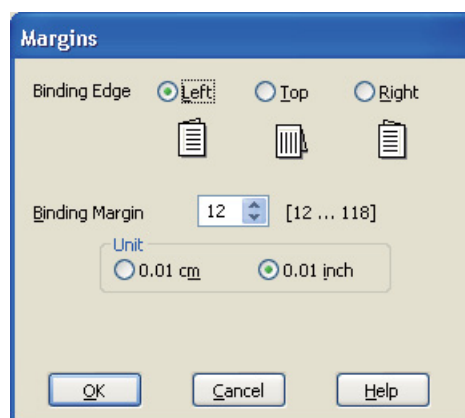 Margins
Binding Edge Left Top Right
Binding Margin 12 [12 ... 118]
Unit
0.01 cm 0.01 inch
OK Cancel Help